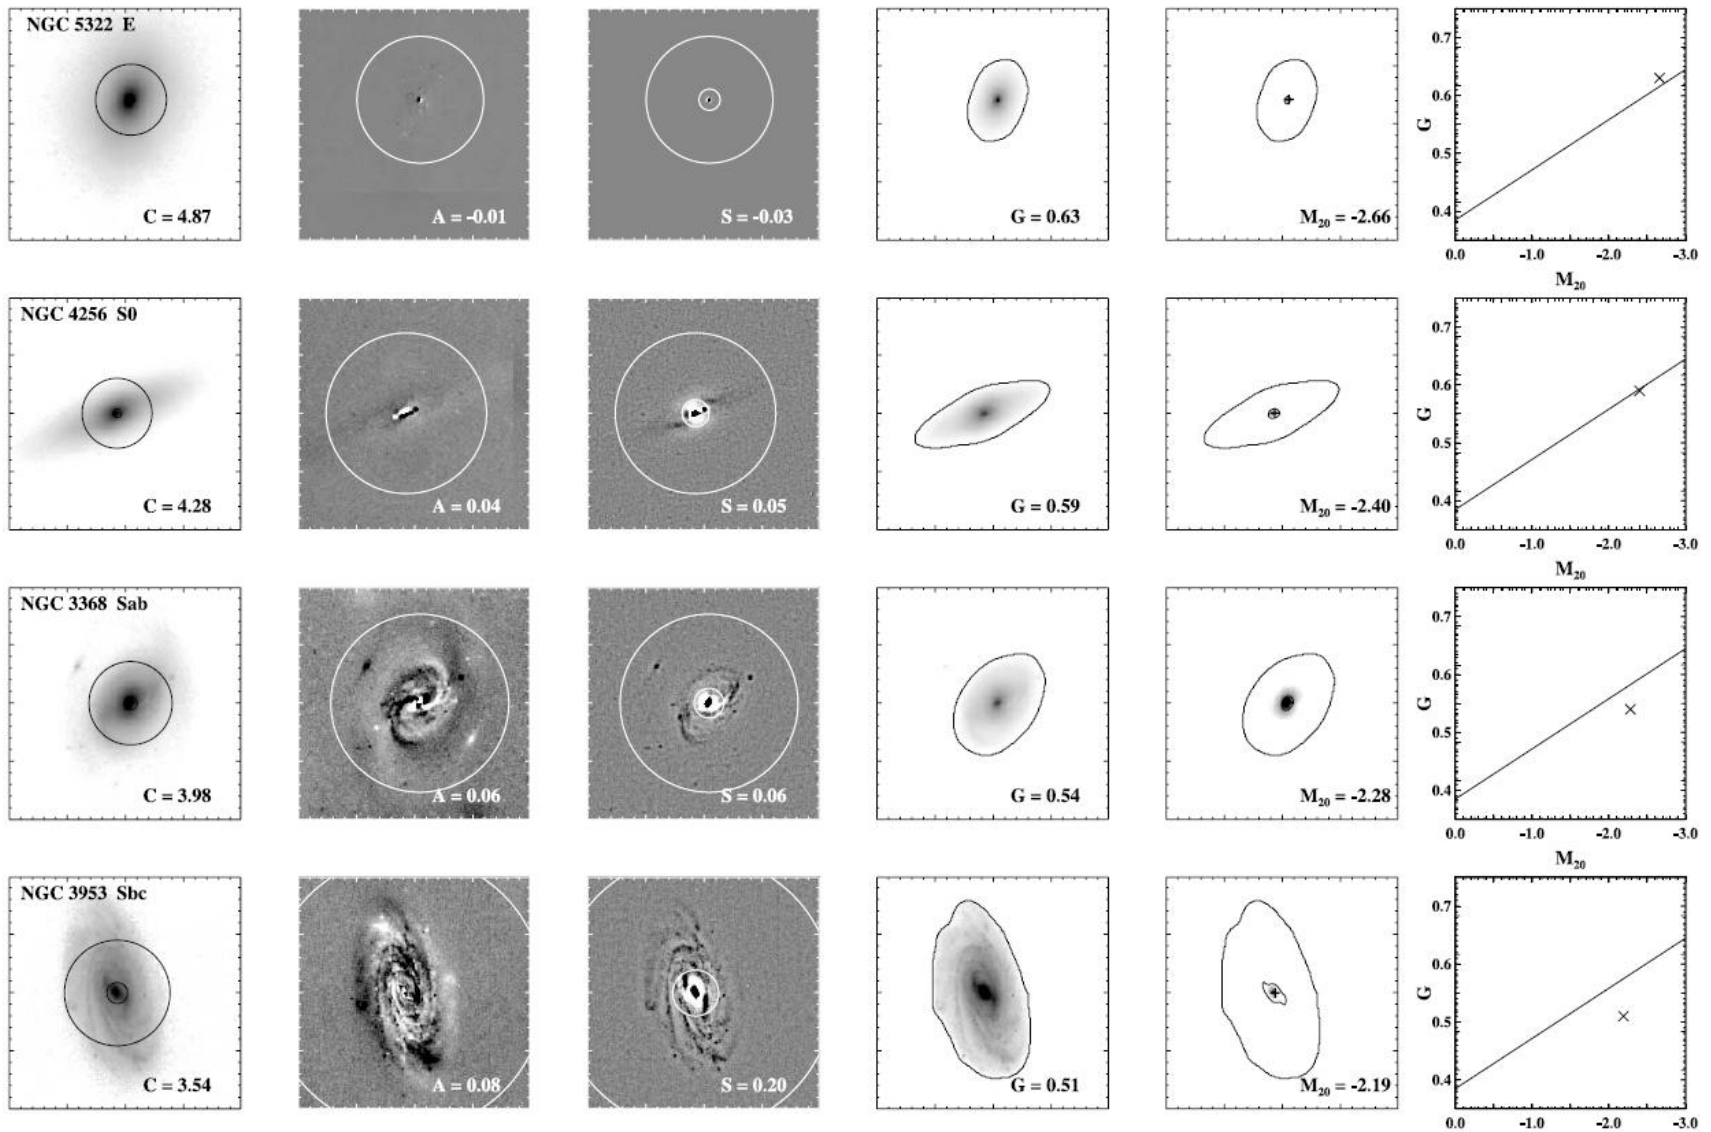 NGC 5322 E
C = 4.87
A = -0.01
S = -0.03
G = 0.63
M20 = -2.66
G
0.7
0.6
0.5
0.4
0.0 -1.0 -2.0 -3.0
M20
NGC 4256 S0
C = 4.28
A = 0.04
S = 0.05
G = 0.59
M20 = -2.40
G
0.7
0.6
0.5
0.4
0.0 -1.0 -2.0 -3.0
M20
NGC 3368 Sab
C = 3.98
A = 0.06
S = 0.06
G = 0.54
M20 = -2.28
G
0.7
0.6
0.5
0.4
0.0 -1.0 -2.0 -3.0
M20
NGC 3953 Sbc
C = 3.54
A = 0.08
S = 0.20
G = 0.51
M20 = -2.19
G
0.7
0.6
0.5
0.4
0.0 -1.0 -2.0 -3.0